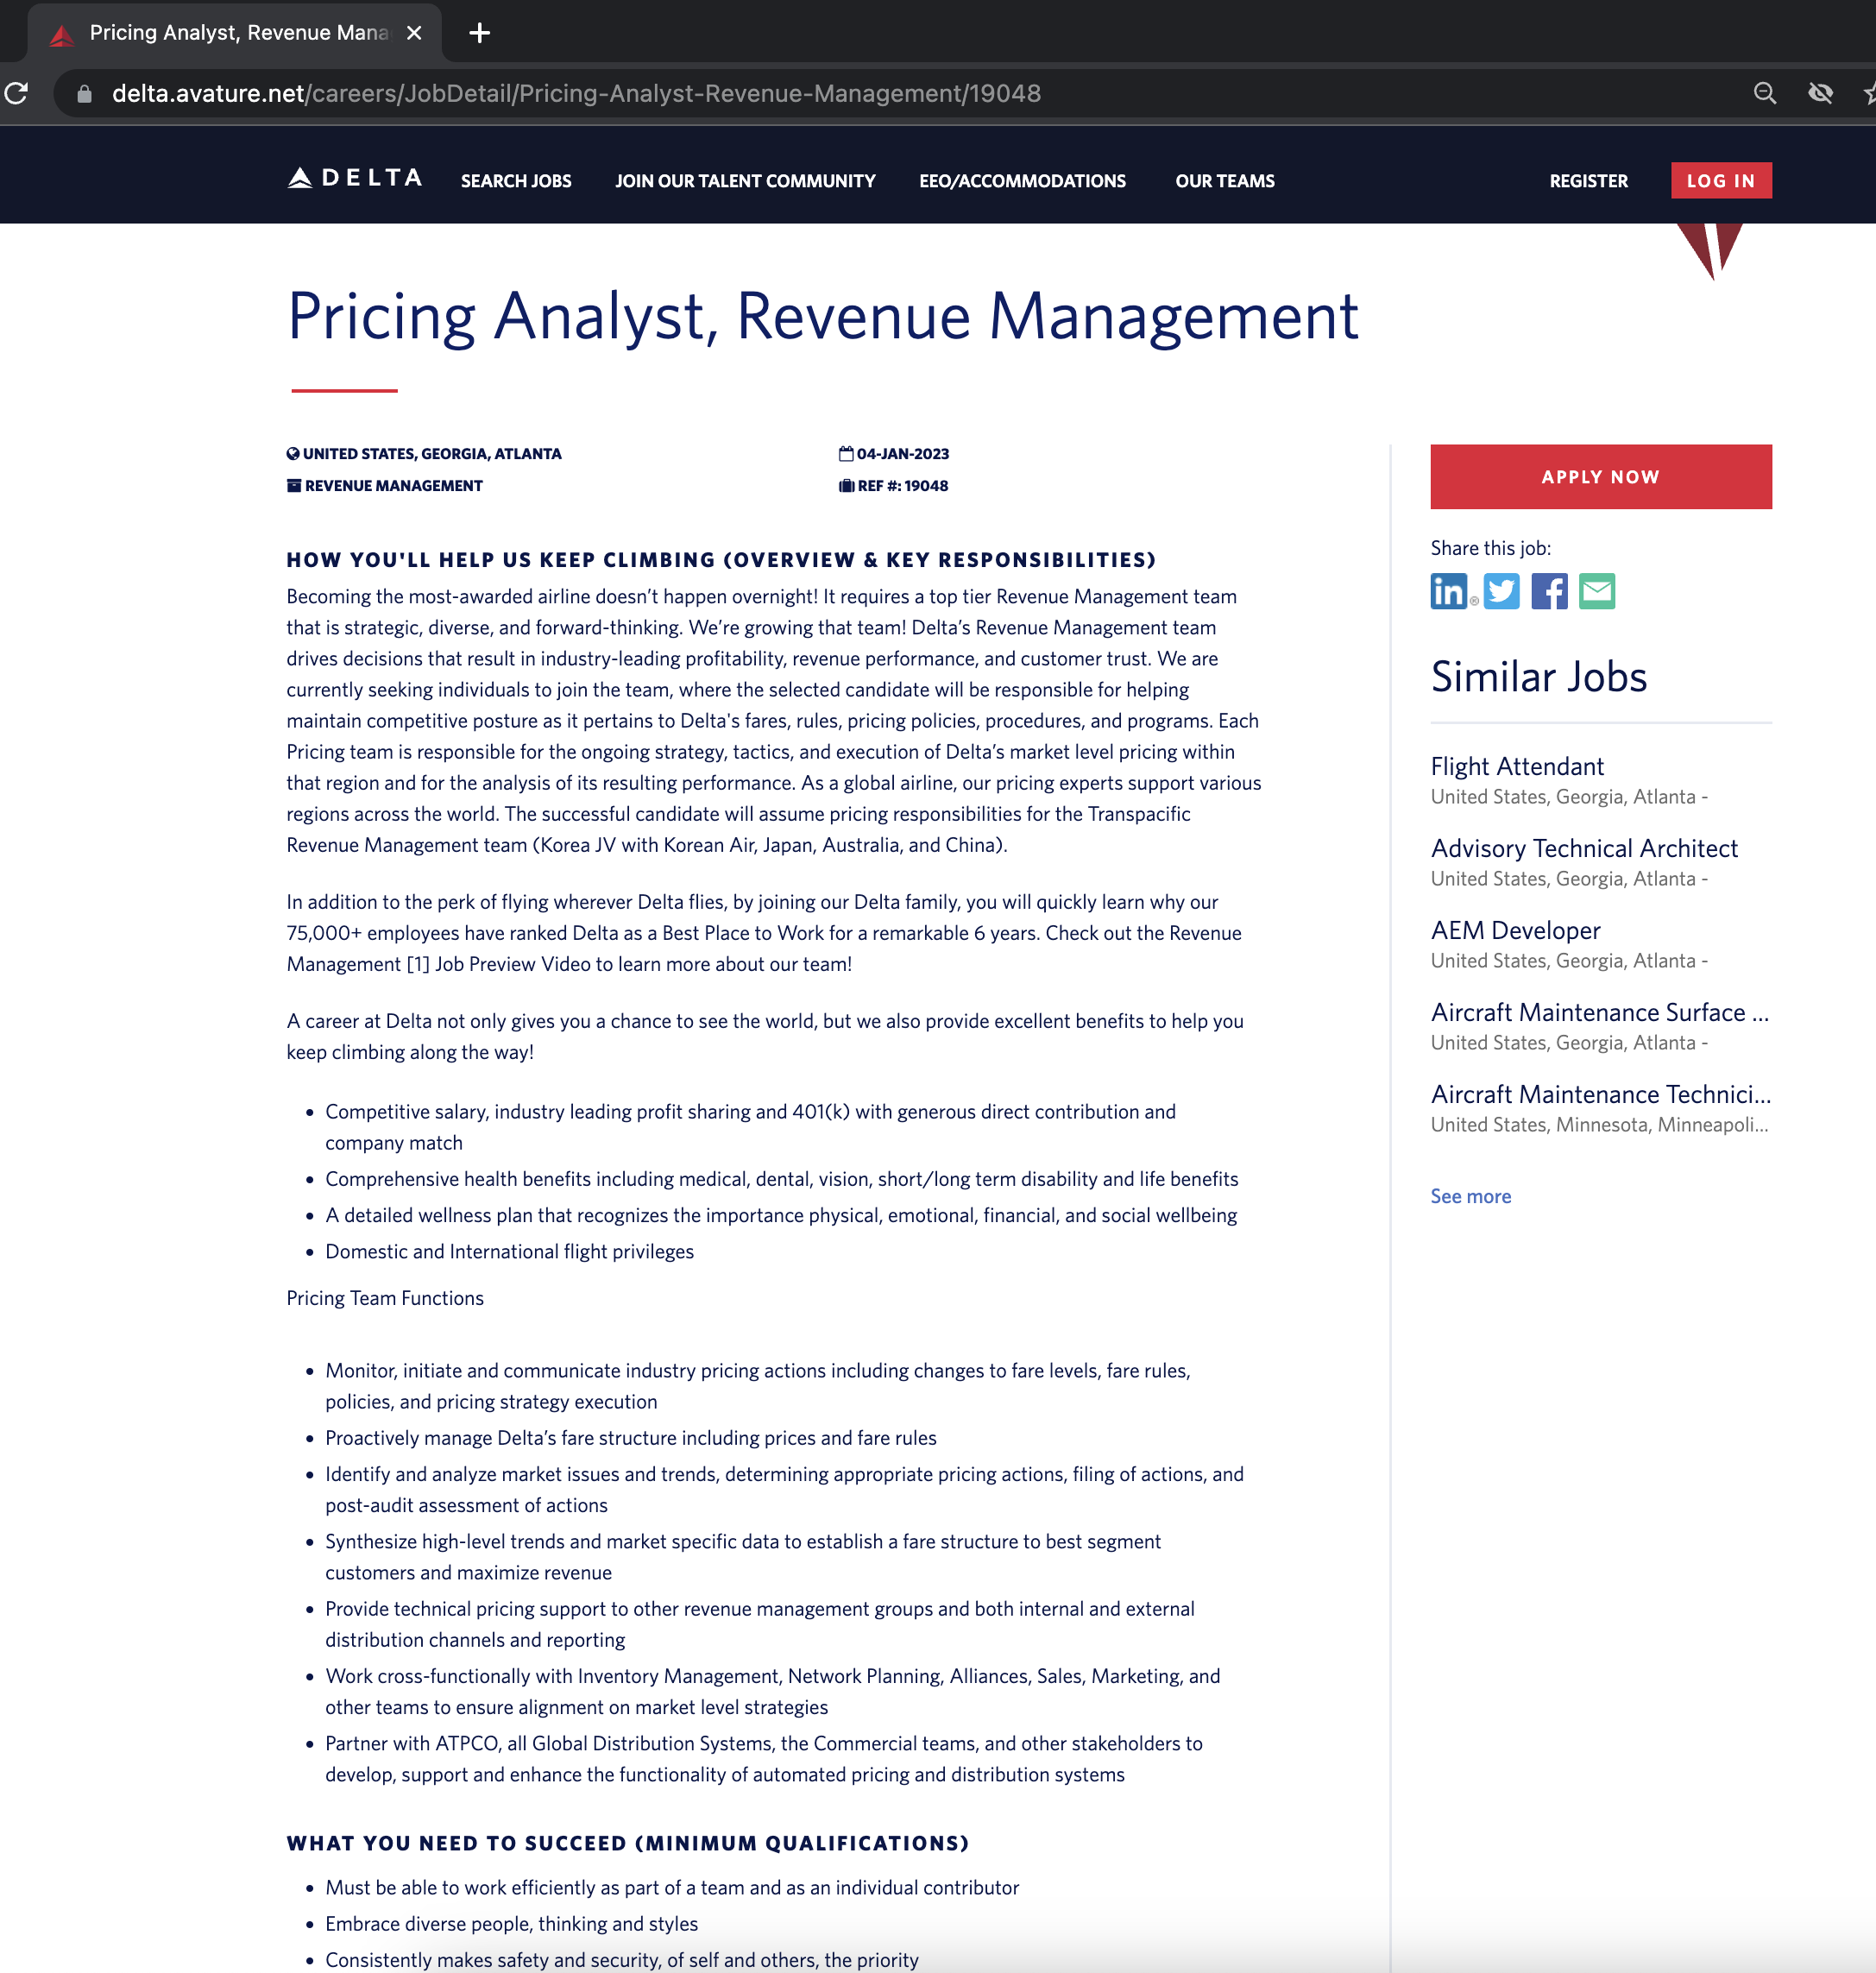 Pricing Analyst, Revenue Mana
delta.avature.net/careers/JobDetail/Pricing-Analyst-Revenue-Management/19048
DELTA
SEARCH JOBS
JOIN OUR TALENT COMMUNITY
EEO/ACCOMMODATIONS
OUR TEAMS
REGISTER
LOG IN
Pricing Analyst, Revenue Management
UNITED STATES, GEORGIA, ATLANTA
04-JAN-2023
REVENUE MANAGEMENT
REF #: 19048
HOW YOU'LL HELP US KEEP CLIMBING (OVERVIEW & KEY RESPONSIBILITIES)
Becoming the most-awarded airline doesn’t happen overnight! It requires a top tier Revenue Management team
that is strategic, diverse, and forward-thinking. We’re growing that team! Delta’s Revenue Management team
drives decisions that result in industry-leading profitability, revenue performance, and customer trust. We are
currently seeking individuals to join the team, where the selected candidate will be responsible for helping
maintain competitive posture as it pertains to Delta's fares, rules, pricing policies, procedures, and programs. Each
Pricing team is responsible for the ongoing strategy, tactics, and execution of Delta’s market level pricing within
that region and for the analysis of its resulting performance. As a global airline, our pricing experts support various
regions across the world. The successful candidate will assume pricing responsibilities for the Transpacific
Revenue Management team (Korea JV with Korean Air, Japan, Australia, and China).
In addition to the perk of flying wherever Delta flies, by joining our Delta family, you will quickly learn why our
75,000+ employees have ranked Delta as a Best Place to Work for a remarkable 6 years. Check out the Revenue
Management [1] Job Preview Video to learn more about our team!
A career at Delta not only gives you a chance to see the world, but we also provide excellent benefits to help you
keep climbing along the way!
• Competitive salary, industry leading profit sharing and 401(k) with generous direct contribution and
company match
• Comprehensive health benefits including medical, dental, vision, short/long term disability and life benefits
• A detailed wellness plan that recognizes the importance physical, emotional, financial, and social wellbeing
• Domestic and International flight privileges
Pricing Team Functions
• Monitor, initiate and communicate industry pricing actions including changes to fare levels, fare rules,
policies, and pricing strategy execution
• Proactively manage Delta’s fare structure including prices and fare rules
• Identify and analyze market issues and trends, determining appropriate pricing actions, filing of actions, and
post-audit assessment of actions
• Synthesize high-level trends and market specific data to establish a fare structure to best segment
customers and maximize revenue
• Provide technical pricing support to other revenue management groups and both internal and external
distribution channels and reporting
• Work cross-functionally with Inventory Management, Network Planning, Alliances, Sales, Marketing, and
other teams to ensure alignment on market level strategies
• Partner with ATPCO, all Global Distribution Systems, the Commercial teams, and other stakeholders to
develop, support and enhance the functionality of automated pricing and distribution systems
WHAT YOU NEED TO SUCCEED (MINIMUM QUALIFICATIONS)
• Must be able to work efficiently as part of a team and as an individual contributor
• Embrace diverse people, thinking and styles
• Consistently makes safety and security, of self and others, the priority
APPLY NOW
Share this job:
in ®
Similar Jobs
Flight Attendant
United States, Georgia, Atlanta -
Advisory Technical Architect
United States, Georgia, Atlanta -
AEM Developer
United States, Georgia, Atlanta -
Aircraft Maintenance Surface ...
United States, Georgia, Atlanta -
Aircraft Maintenance Technici...
United States, Minnesota, Minneapoli...
See more